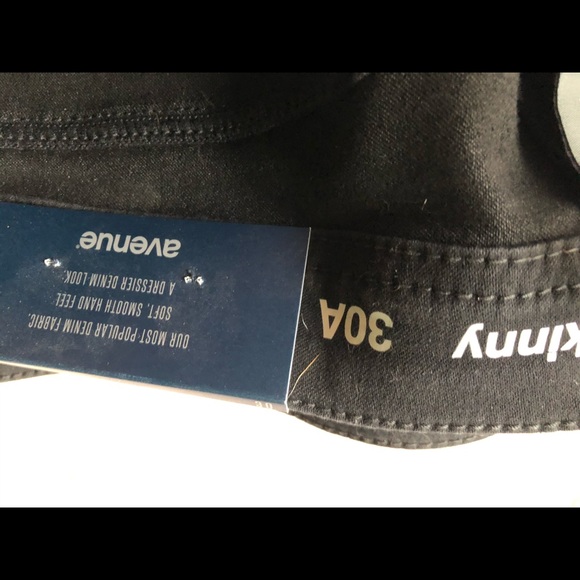 OUR MOST POPULAR DENIM FABRIC
SOFT, SMOOTH HAND FEEL
A DRESSIER DENIM LOOK.
avenue
30A
kinny